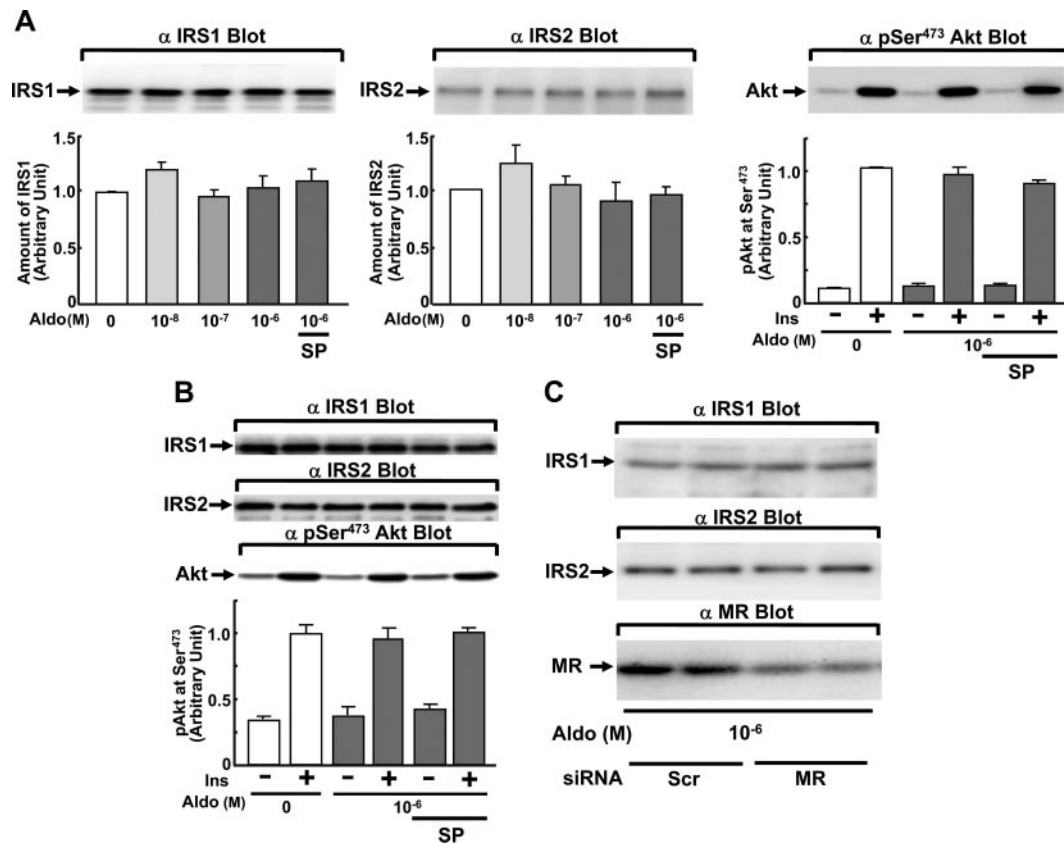 A
α IRS1 Blot
IRS1
Amount of IRS1
(Arbitrary Unit)
1.5
1.0
0.5
0
Aldo(M) 0 10⁻⁸ 10⁻⁷ 10⁻⁶ 10⁻⁶
SP
α IRS2 Blot
IRS2
Amount of IRS2
(Arbitrary Unit)
1.5
1.0
0.5
0
Aldo(M) 0 10⁻⁸ 10⁻⁷ 10⁻⁶ 10⁻⁶
SP
α pSer⁴⁷³ Akt Blot
Akt
pAkt at Ser⁴⁷³
(Arbitrary Unit)
1.0
0.5
0
Ins − + − + − +
Aldo (M) 0 10⁻⁶
SP
B
α IRS1 Blot
IRS1
α IRS2 Blot
IRS2
α pSer⁴⁷³ Akt Blot
Akt
pAkt at Ser⁴⁷³
(Arbitrary Unit)
1.0
0.5
0
Ins − + − + − +
Aldo (M) 0 10⁻⁶
SP
C
α IRS1 Blot
IRS1
α IRS2 Blot
IRS2
α MR Blot
MR
Aldo (M) 10⁻⁶
siRNA Scr MR